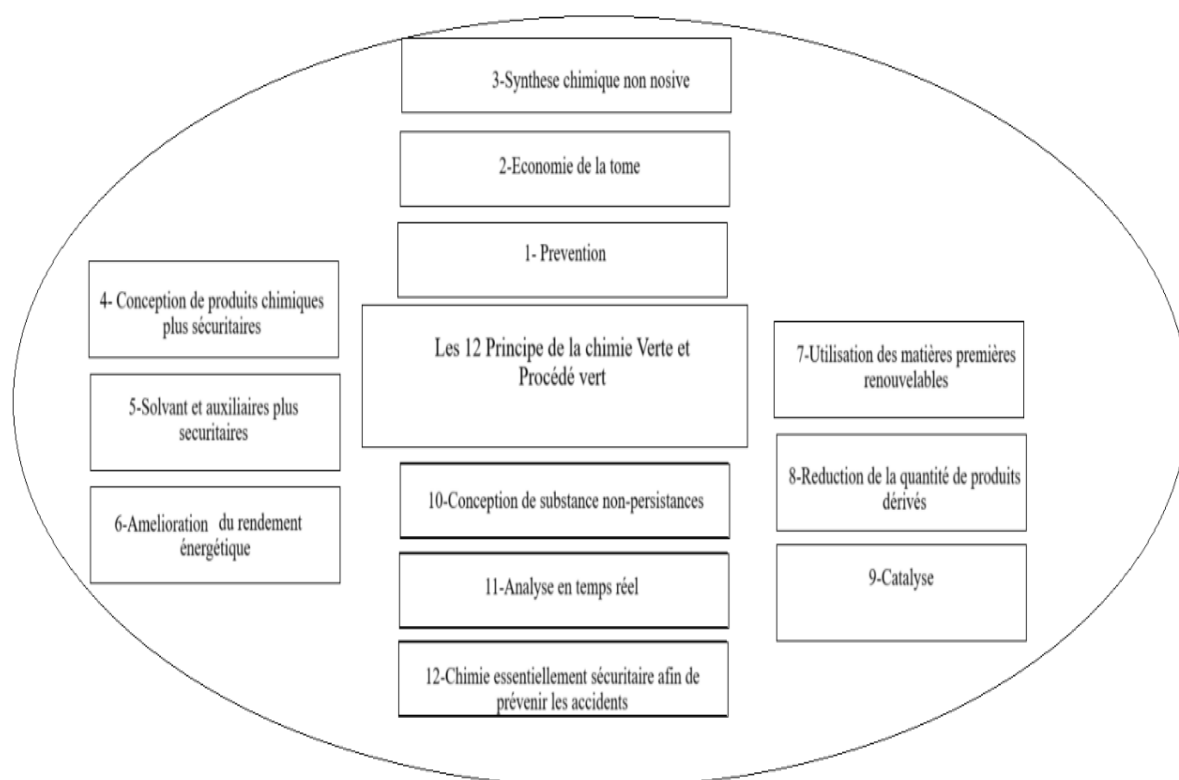 3-Synthese chimique non nosive
2-Economie de la tome
1- Prevention
4- Conception de produits chimiques
plus sécuritaires
Les 12 Principe de la chimie Verte et
Procédé vert
7-Utilisation des matières premières
renouvelables
5-Solvant et auxiliaires plus
securitaires
8-Reduction de la quantité de produits
dérivés
10-Conception de substance non-persistances
6-Amelioration du rendement
énergétique
11-Analyse en temps réel
9-Catalyse
12-Chimie essentiellement sécuritaire afin de
prévenir les accidents